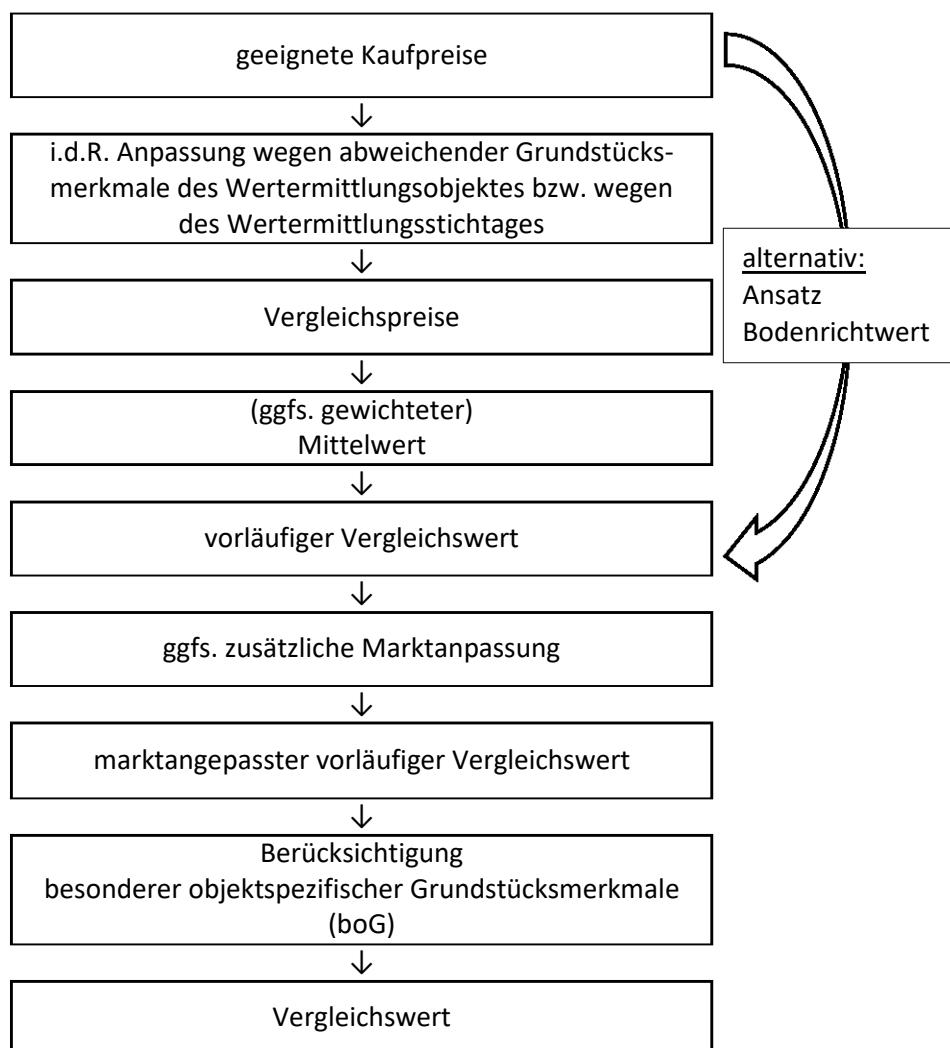 geeignete Kaufpreise
↓
i.d.R. Anpassung wegen abweichender Grundstücks-
merkmale des Wertermittlungsobjektes bzw. wegen
des Wertermittlungsstichtages
↓
alternativ:
Ansatz
Bodenrichtwert
Vergleichspreise
↓
(ggfs. gewichteter)
Mittelwert
↓
vorläufiger Vergleichswert
↓
ggfs. zusätzliche Marktanpassung
↓
marktangepasster vorläufiger Vergleichswert
↓
Berücksichtigung
besonderer objektspezifischer Grundstücksmerkmale
(boG)
↓
Vergleichswert